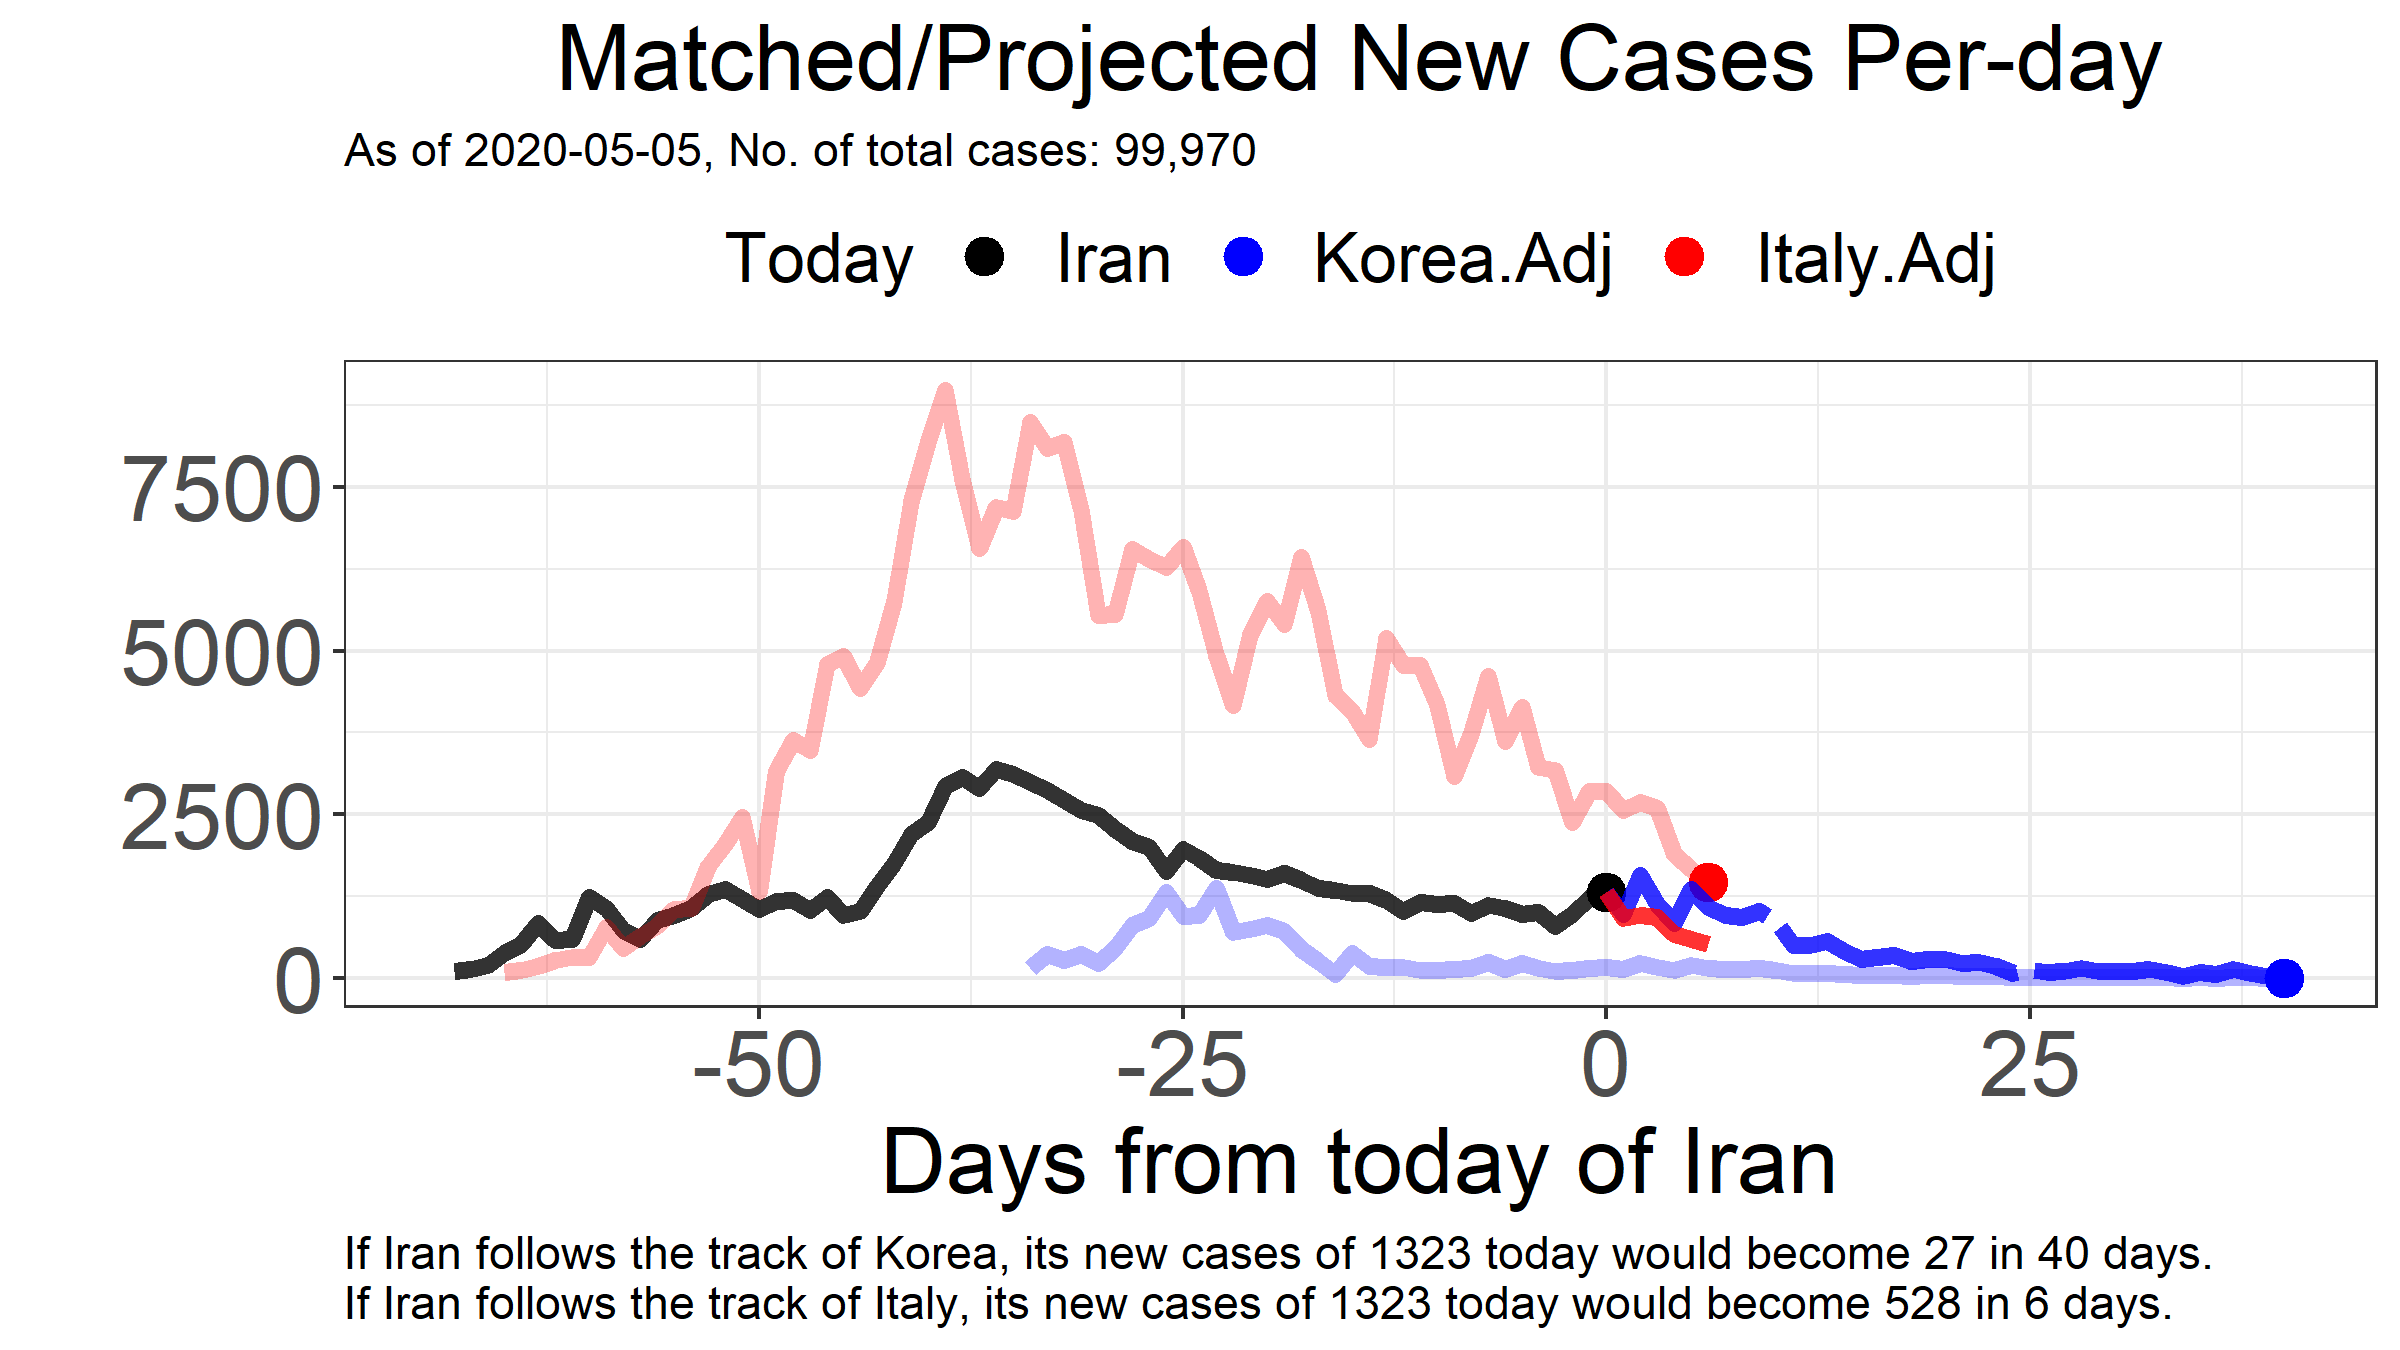 Matched/Projected New Cases Per-day
As of 2020-05-05, No. of total cases: 99,970
Today Iran Korea.Adj Italy.Adj
7500
5000
2500
0
-50 -25 0 25
Days from today of Iran
If Iran follows the track of Korea, its new cases of 1323 today would become 27 in 40 days.
If Iran follows the track of Italy, its new cases of 1323 today would become 528 in 6 days.